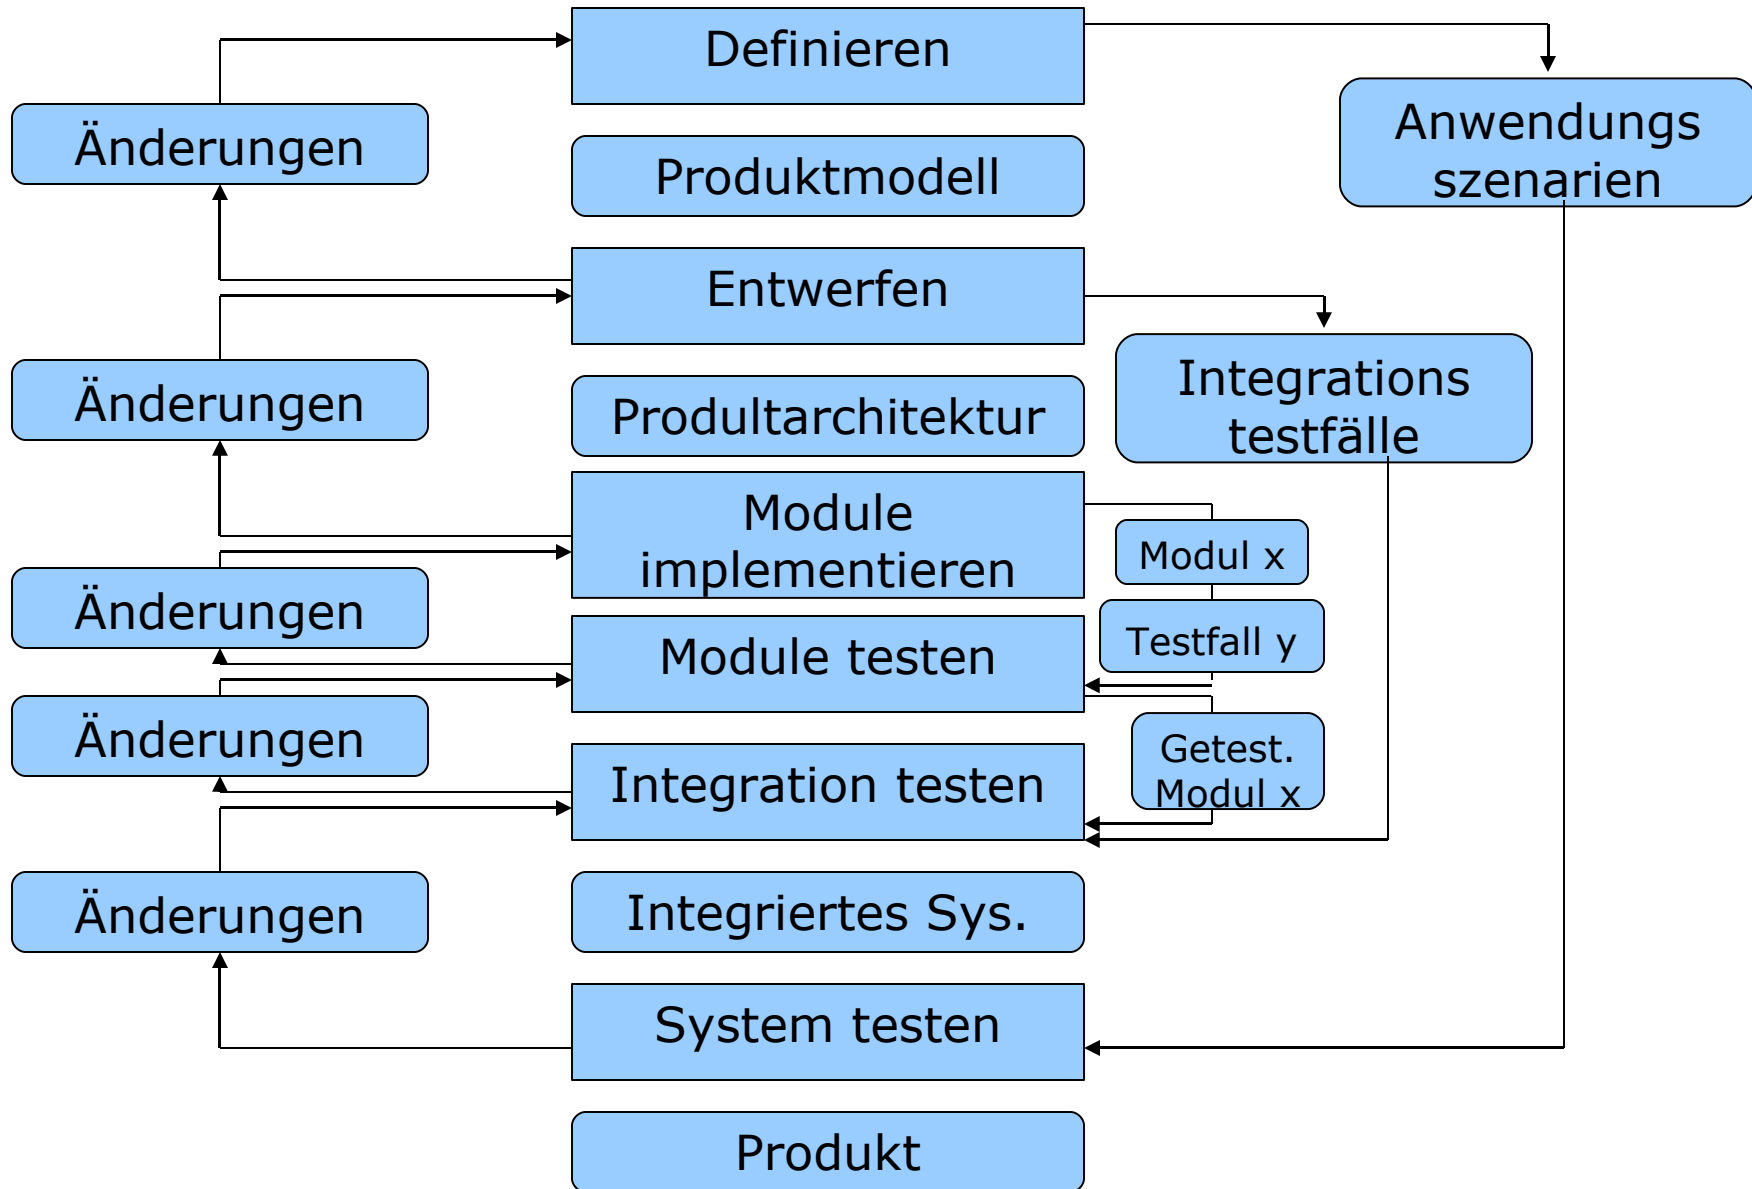 Definieren
Änderungen
Anwendungs
szenarien
Produktmodell
Entwerfen
Änderungen
Integrations
testfälle
Produltarchitektur
Module
implementieren
Modul x
Änderungen
Testfall y
Module testen
Änderungen
Getest.
Modul x
Integration testen
Änderungen
Integriertes Sys.
System testen
Produkt